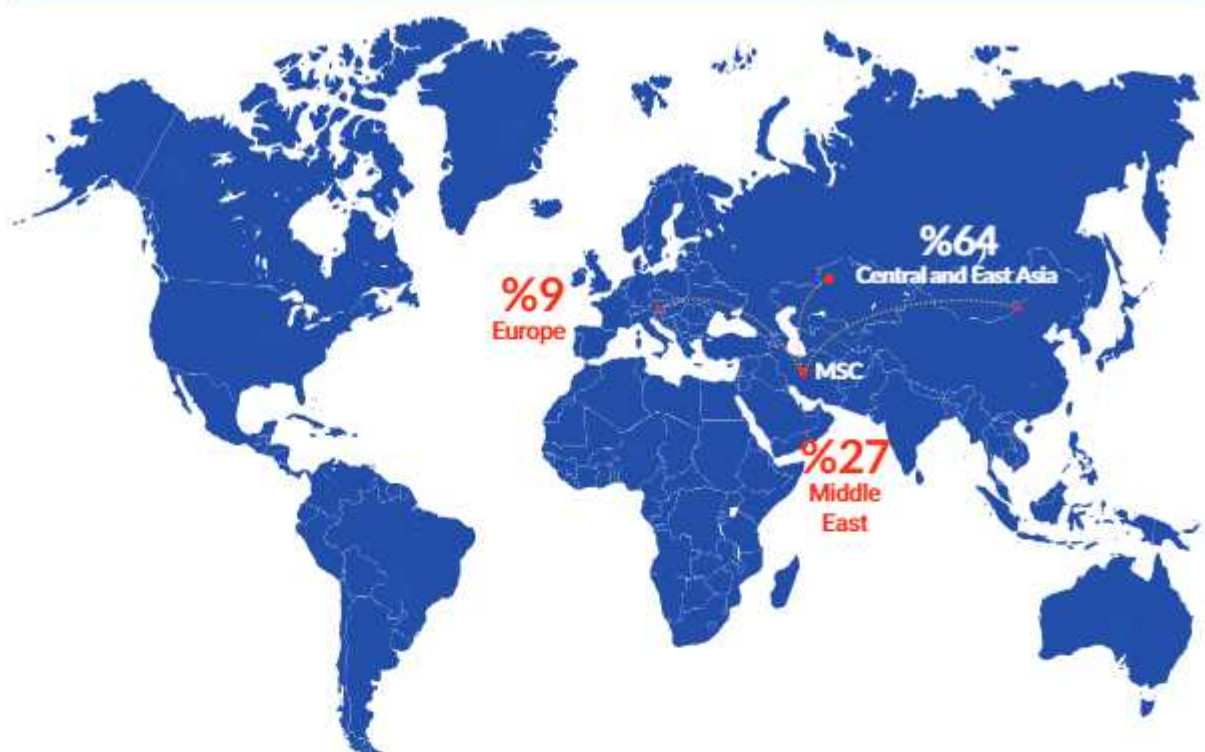 %64
Central and East Asia
%9
Europe
MSC
%27
Middle
East